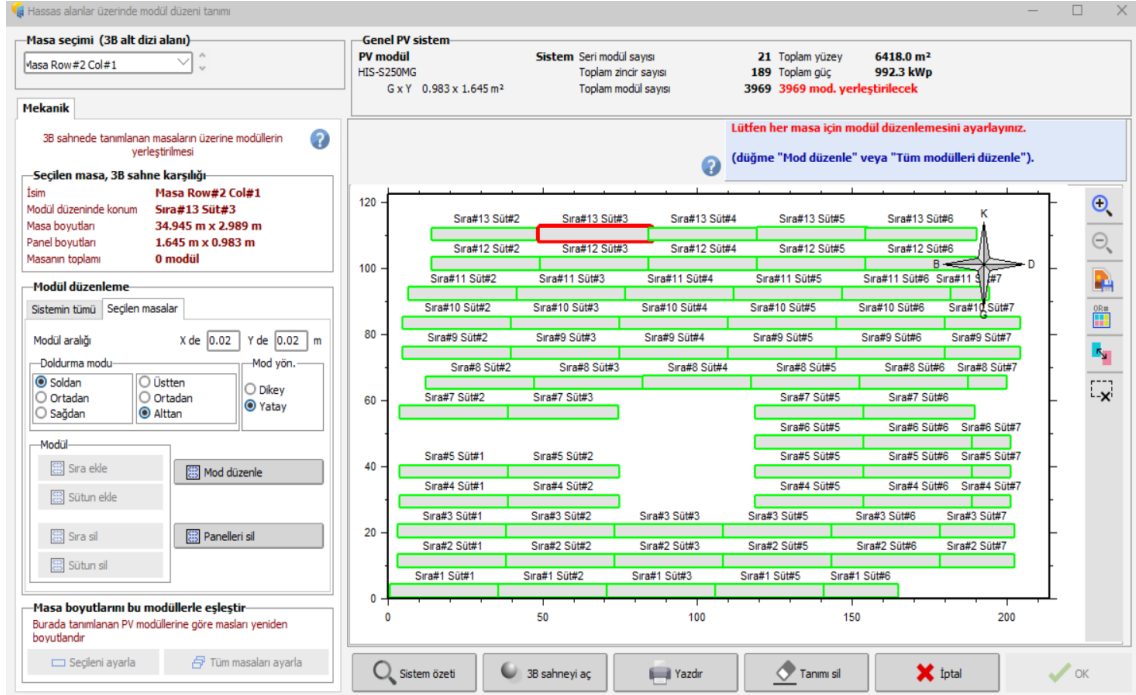 Hassas alanlar üzerinde modül düzeni tanımı
Masa seçimi (3B alt dizi alanı)
Masa Row#2 Col#1
Genel PV sistem
PV modül
HIS-S250MG
G x Y 0.983 x 1.645 m²
Sistem Seri modül sayısı 21 Toplam yüzey 6418.0 m²
Toplam zincir sayısı 189 Toplam güç 992.3 kWp
Toplam modül sayısı 3969 3969 mod. yerleştirilecek
Mekanik
3B sahnede tanımlanan masaların üzerine modüllerin
yerleştirilmesi
?
Seçilen masa, 3B sahne karşılığı
İsim Masa Row#2 Col#1
Modül düzeninde konum Sıra#13 Süt#3
Masa boyutları 34.945 m x 2.989 m
Panel boyutları 1.645 m x 0.983 m
Masanın toplamı 0 modül
Modül düzenleme
Sistemin tümü Seçilen masalar
Modül aralığı X de 0.02 Y de 0.02 m
Doldurma modu
Soldan
Ortadan
Sağdan
Üstten
Ortadan
Alttan
Mod yön.
Dikey
Yatay
Modül
Sıra ekle
Sütun ekle
Sıra sil
Sütun sil
Mod düzenle
Panelleri sil
Masa boyutlarını bu modüllerle eşleştir
Burada tanımlanan PV modüllerine göre masları yeniden
boyutlandır
Seçileni ayarla Tüm masaları ayarla
Lütfen her masa için modül düzenlemesini ayarlayınız.
? (düğme "Mod düzenle" veya "Tüm modülleri düzenle").
120
100
80
60
40
20
0
0 50 100 150 200
Sıra#13 Süt#2 Sıra#13 Süt#3 Sıra#13 Süt#4 Sıra#13 Süt#5 Sıra#13 Süt#6
Sıra#12 Süt#2 Sıra#12 Süt#3 Sıra#12 Süt#4 Sıra#12 Süt#5 Sıra#12 Süt#6
K
B D
G
Sıra#11 Süt#2 Sıra#11 Süt#3 Sıra#11 Süt#4 Sıra#11 Süt#5 Sıra#11 Süt#6 Sıra#11 Süt#7
Sıra#10 Süt#2 Sıra#10 Süt#3 Sıra#10 Süt#4 Sıra#10 Süt#5 Sıra#10 Süt#6 Sıra#10 Süt#7
Sıra#9 Süt#2 Sıra#9 Süt#3 Sıra#9 Süt#4 Sıra#9 Süt#5 Sıra#9 Süt#6 Sıra#9 Süt#7
Sıra#8 Süt#2 Sıra#8 Süt#3 Sıra#8 Süt#4 Sıra#8 Süt#5 Sıra#8 Süt#6 Sıra#8 Süt#7
Sıra#7 Süt#2 Sıra#7 Süt#3 Sıra#7 Süt#5 Sıra#7 Süt#6
Sıra#6 Süt#5 Sıra#6 Süt#6 Sıra#6 Süt#7
Sıra#5 Süt#1 Sıra#5 Süt#2 Sıra#5 Süt#5 Sıra#5 Süt#6 Sıra#5 Süt#7
Sıra#4 Süt#1 Sıra#4 Süt#2 Sıra#4 Süt#5 Sıra#4 Süt#6 Sıra#4 Süt#7
Sıra#3 Süt#1 Sıra#3 Süt#2 Sıra#3 Süt#3 Sıra#3 Süt#5 Sıra#3 Süt#6 Sıra#3 Süt#7
Sıra#2 Süt#1 Sıra#2 Süt#2 Sıra#2 Süt#3 Sıra#2 Süt#5 Sıra#2 Süt#6 Sıra#2 Süt#7
Sıra#1 Süt#1 Sıra#1 Süt#2 Sıra#1 Süt#3 Sıra#1 Süt#5 Sıra#1 Süt#6
Sistem özeti 3B sahneyi aç Yazdır Tanımı sil İptal OK